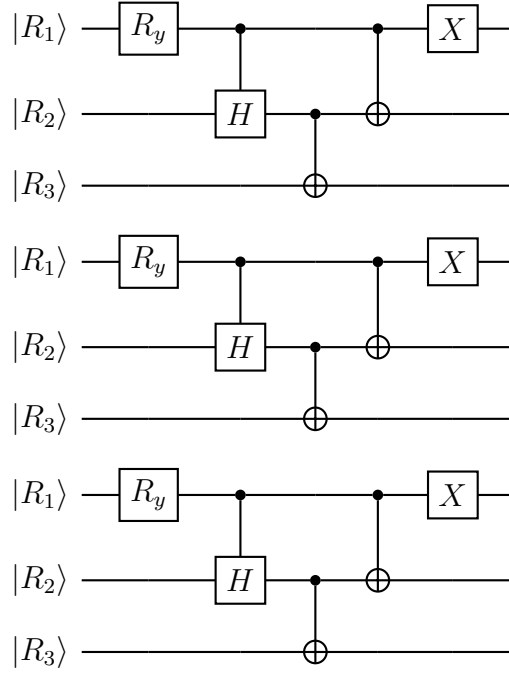 |R₁⟩ R_y X
|R₂⟩ H
|R₃⟩
|R₁⟩ R_y X
|R₂⟩ H
|R₃⟩
|R₁⟩ R_y X
|R₂⟩ H
|R₃⟩